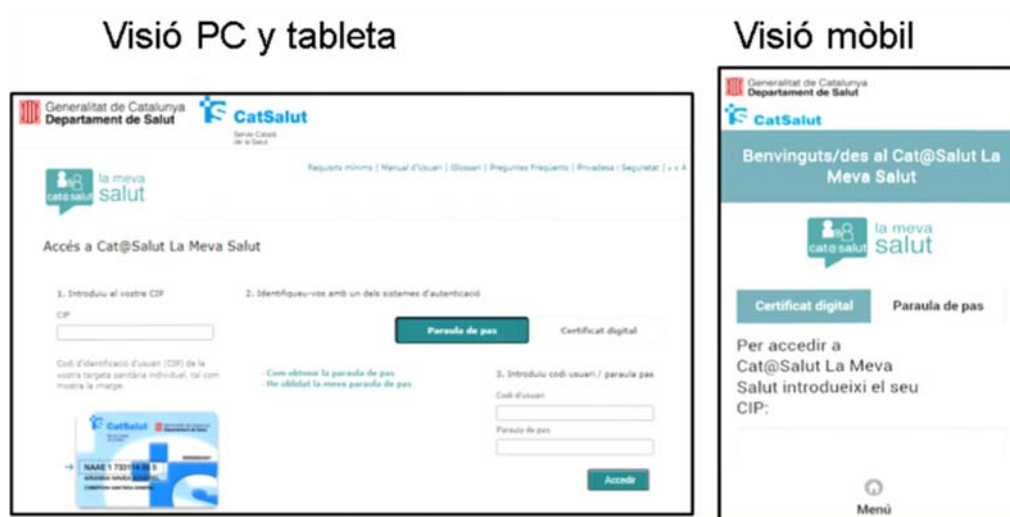 Visió PC y tableta
Generalitat de Catalunya
Departament de Salut
CatSalut
Servei Català
de la Salut
Requisits mínims | Manual d'Usuari | Glossari | Preguntes Freqüents | Privadesa i Seguretat |
la meva
salut
cat@salut
Accés a Cat@Salut La Meva Salut
1. Introduïu el vostre CIP
2. Identifiqueu-vos amb un dels sistemes d'autenticació
CIP
Paraula de pas
Certificat digital
Codi d'identificació d'usuari (CIP) de la
vostra targeta sanitària individual, tal com
mostra la imatge.
- Com obtenir la paraula de pas
- He oblidat la meva paraula de pas
3. Introduïu codi usuari / paraula pas
Codi d'usuari
Paraula de pas
Accedir
CatSalut
Visió mòbil
Generalitat de Catalunya
Departament de Salut
CatSalut
Benvinguts/des al Cat@Salut La
Meva Salut
la meva
salut
cat@salut
Certificat digital
Paraula de pas
Per accedir a
Cat@Salut La Meva
Salut introdueixi el seu
CIP:
Menú